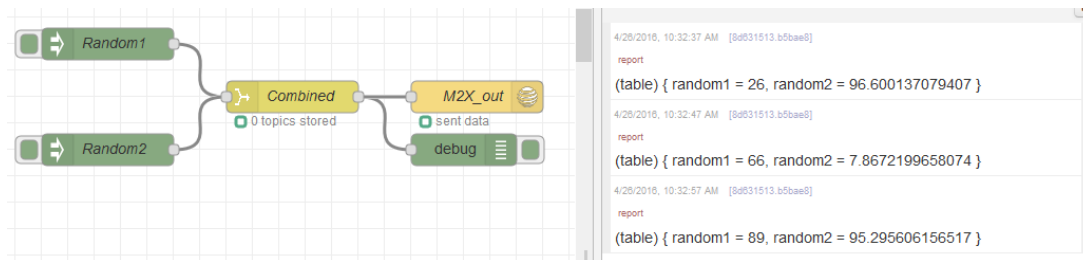 Random1
Combined
M2X_out
0 topics stored
sent data
Random2
debug
4/26/2016, 10:32:37 AM [8d631513.b5bae8]
report
(table) { random1 = 26, random2 = 96.600137079407 }
4/26/2016, 10:32:47 AM [8d631513.b5bae8]
report
(table) { random1 = 66, random2 = 7.8672199658074 }
4/26/2016, 10:32:57 AM [8d631513.b5bae8]
report
(table) { random1 = 89, random2 = 95.295606156517 }